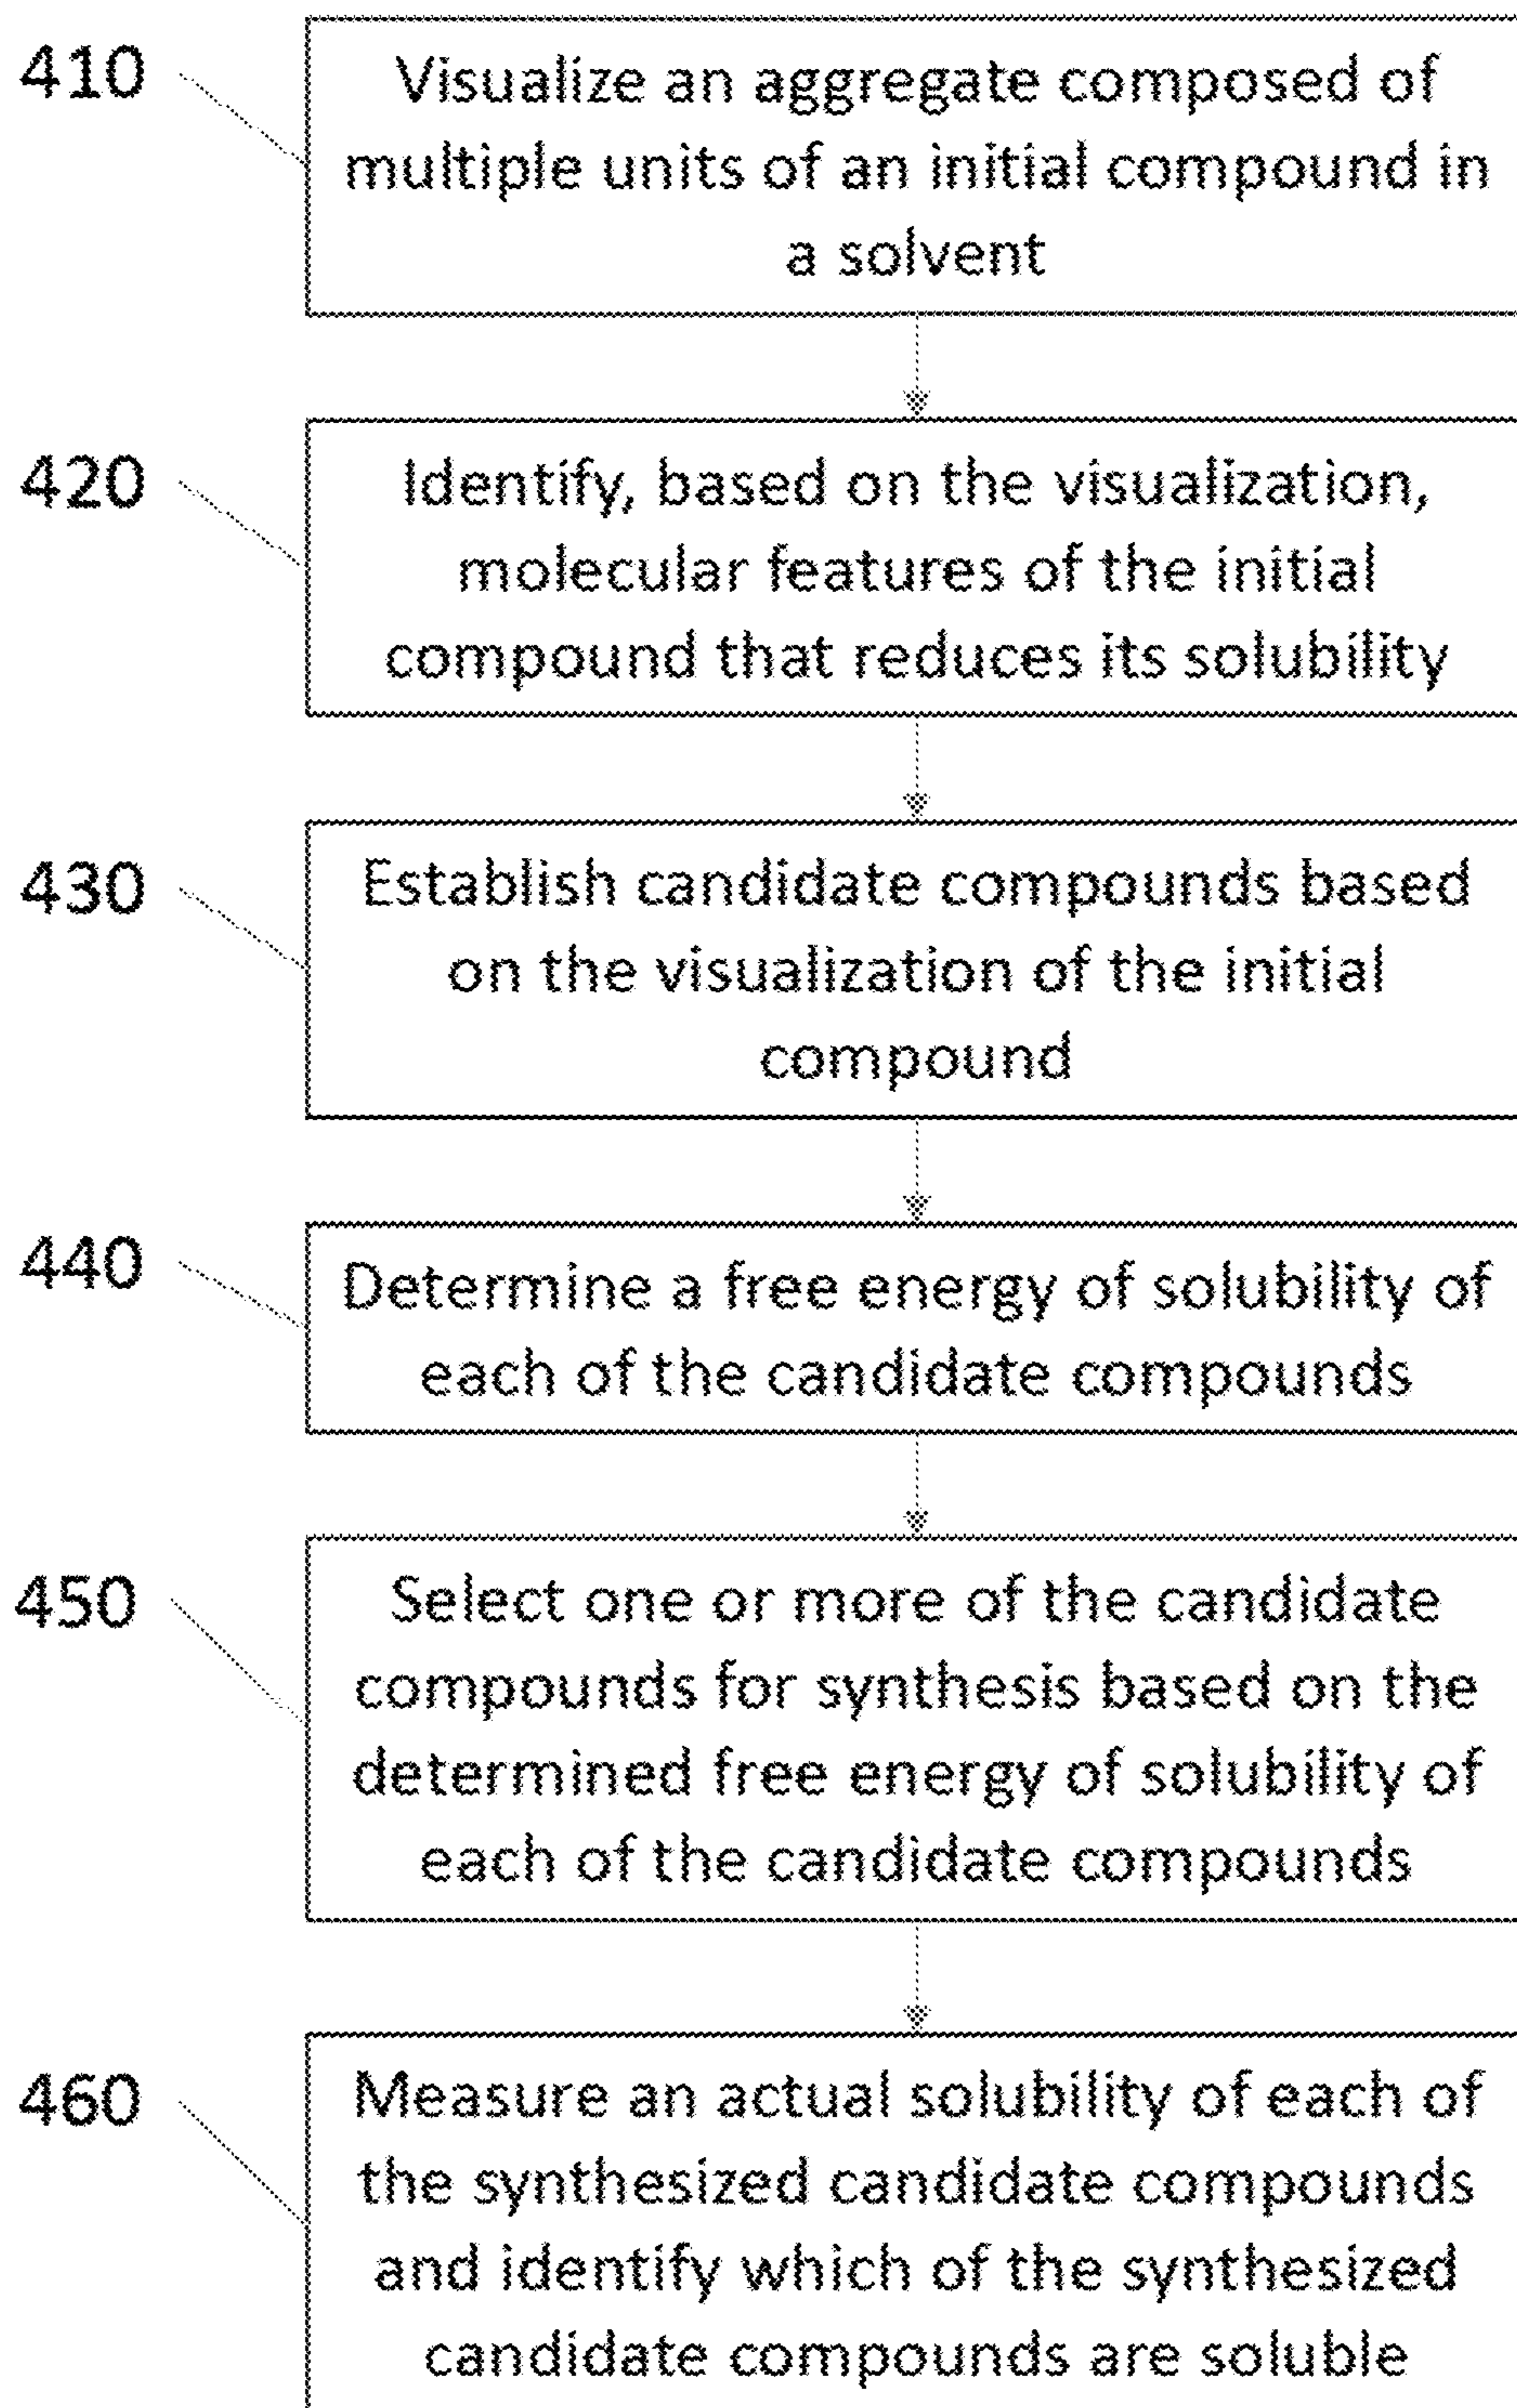 410
Visualize an aggregate composed of
multiple units of an initial compound in
a solvent
420
Identify, based on the visualization,
molecular features of the initial
compound that reduces its solubility
430
Establish candidate compounds based
on the visualization of the initial
compound
440
Determine a free energy of solubility of
each of the candidate compounds
450
Select one or more of the candidate
compounds for synthesis based on the
determined free energy of solubility of
each of the candidate compounds
460
Measure an actual solubility of each of
the synthesized candidate compounds
and identify which of the synthesized
candidate compounds are soluble